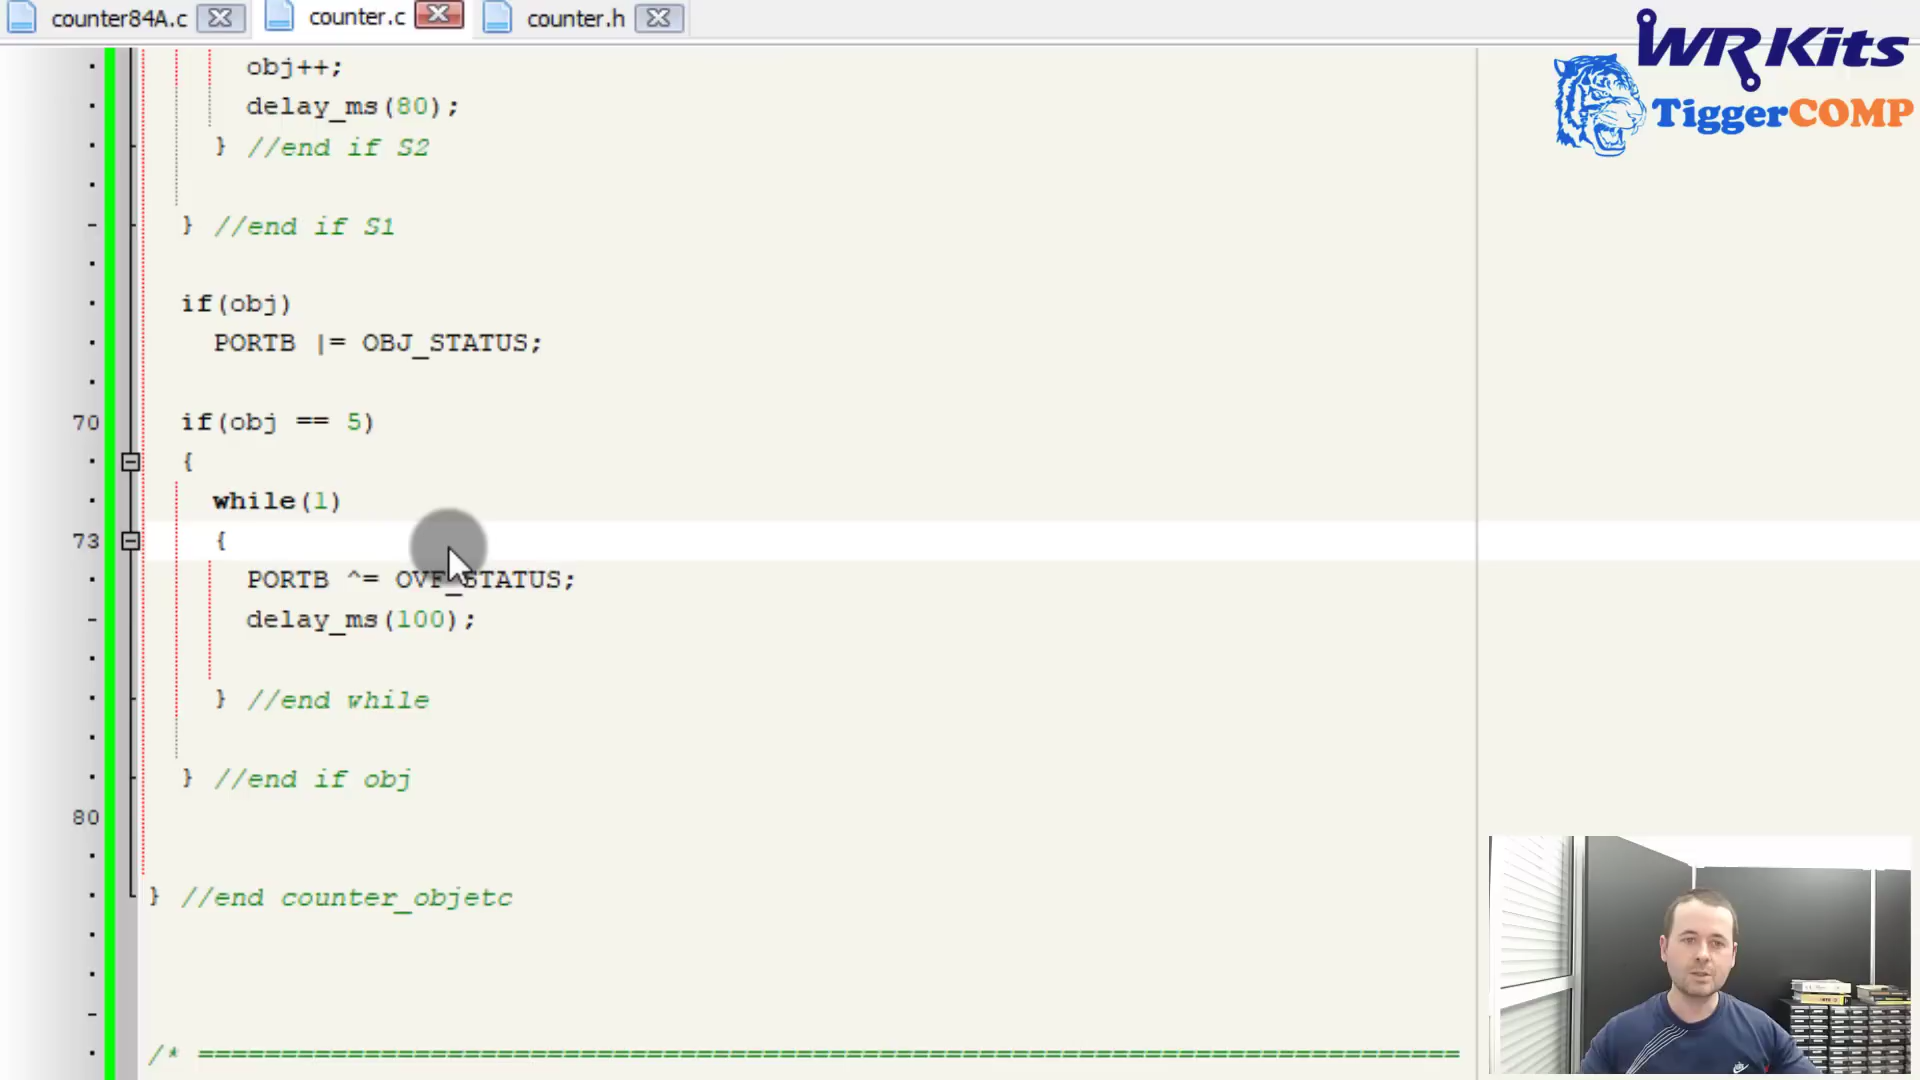 counter84A.c counter.c counter.h
WR Kits
TiggerCOMP
obj++;
delay_ms(80);
} //end if S2
} //end if S1
if(obj)
PORTB |= OBJ_STATUS;
70 if(obj == 5)
{
while(1)
73 {
PORTB ^= OVF_STATUS;
delay_ms(100);
} //end while
} //end if obj
80
} //end counter_objetc
/* =============================================================================